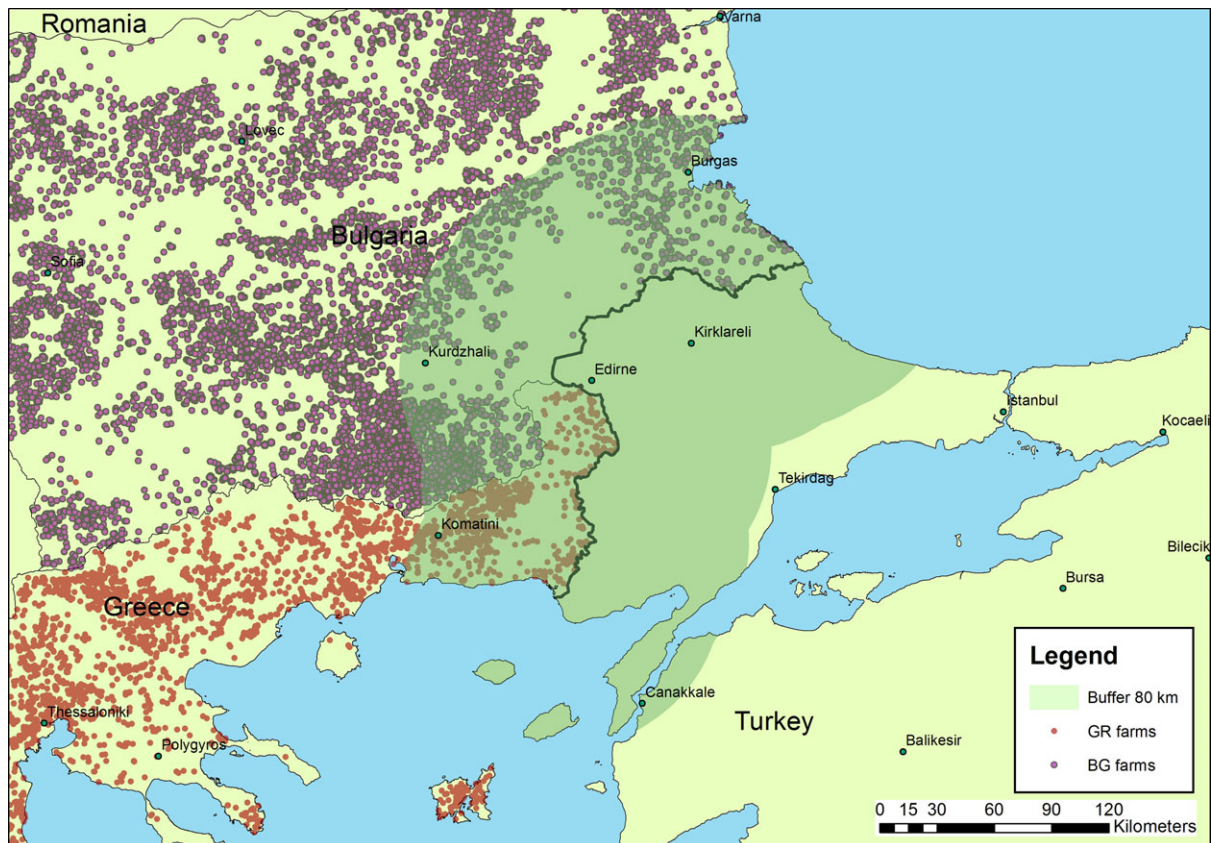 Romania
Varna
Lovec
Burgas
Bulgaria
Sofia
Kirklareli
Kurdzhali
Edirne
Istanbul
Kocaeli
Tekirdag
Komatini
Bilecik
Bursa
Greece
Legend
Buffer 80 km
GR farms
BG farms
Canakkale
Thessaloniki
Turkey
Polygyros
Balikesir
0 15 30 60 90 120
Kilometers